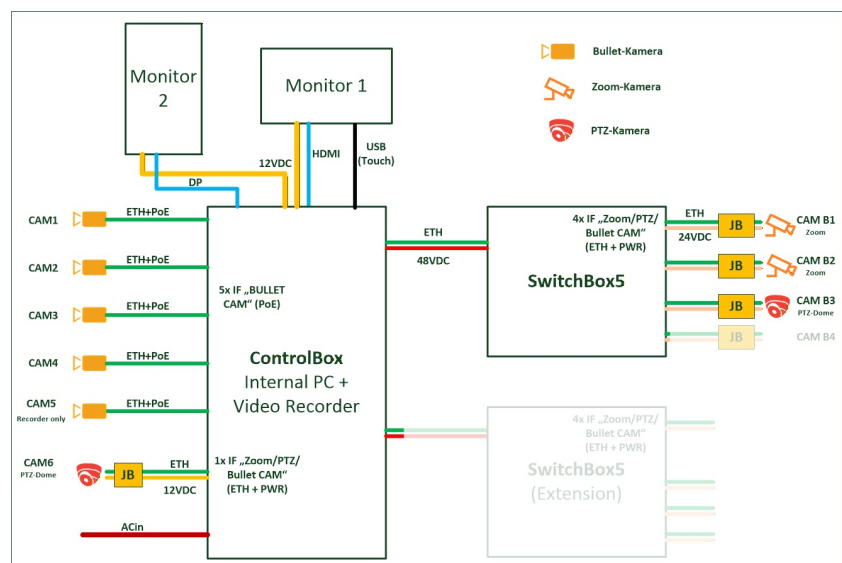 Monitor
2
Monitor 1
Bullet-Kamera
Zoom-Kamera
PTZ-Kamera
12VDC
HDMI
USB
(Touch)
DP
CAM1
ETH+PoE
CAM2
ETH+PoE
CAM3
ETH+PoE
CAM4
ETH+PoE
CAM5
Recorder only
ETH+PoE
CAM6
PTZ-Dome
JB
ETH
12VDC
ACin
5x IF „BULLET
CAM“ (PoE)
ControlBox
Internal PC +
Video Recorder
1x IF „Zoom/PTZ/
Bullet CAM“
(ETH + PWR)
ETH
48VDC
4x IF „Zoom/PTZ/
Bullet CAM“
(ETH + PWR)
SwitchBox5
ETH
24VDC
JB
CAM B1
Zoom
JB
CAM B2
Zoom
JB
CAM B3
PTZ-Dome
JB
CAM B4
4x IF „Zoom/PTZ/
Bullet CAM“
(ETH + PWR)
SwitchBox5
(Extension)